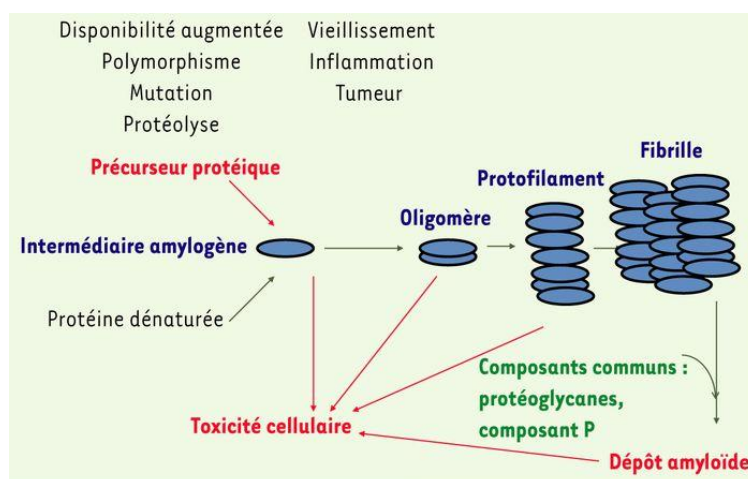 Disponibilité augmentée
Polymorphisme
Mutation
Protéolyse
Vieillissement
Inflammation
Tumeur
Précurseur protéique
Intermédiaire amylogène
Protéine dénaturée
Oligomère
Protofilament
Fibrille
Composants communs :
protéoglycanes,
composant P
Toxicité cellulaire
Dépôt amyloïde